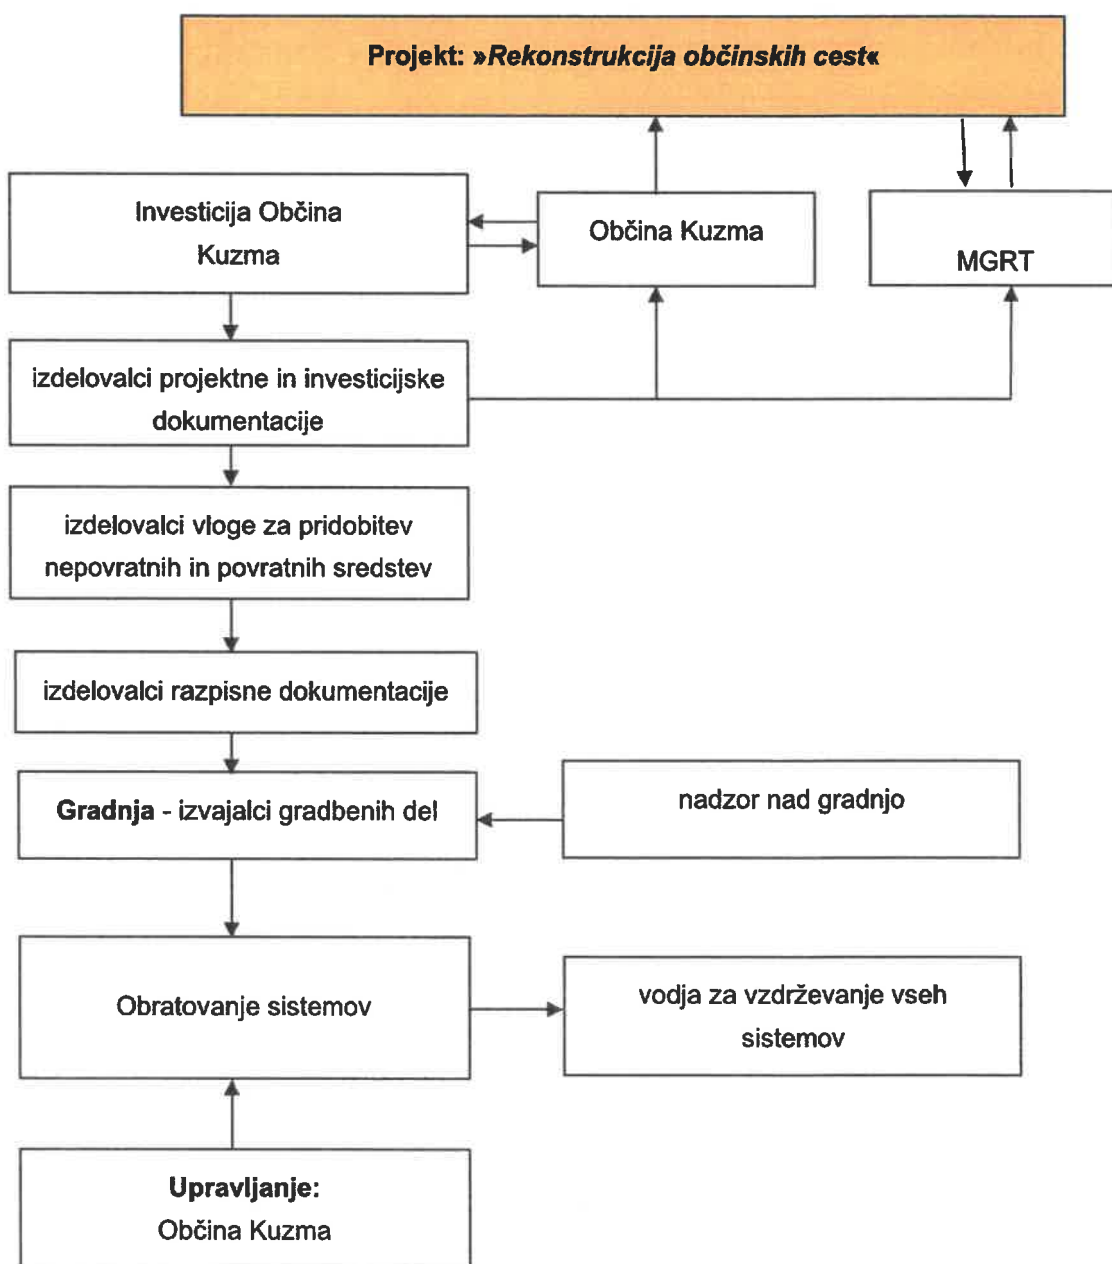 Projekt: »Rekonstrukcija občinskih cest«
Investicija Občina
Kuzma
Občina Kuzma
MGRT
izdelovalci projektne in investicijske
dokumentacije
izdelovalci vloge za pridobitev
nepovratnih in povratnih sredstev
izdelovalci razpisne dokumentacije
Gradnja - izvajalci gradbenih del
nadzor nad gradnjo
Obratovanje sistemov
vodja za vzdrževanje vseh
sistemov
Upravljanje:
Občina Kuzma